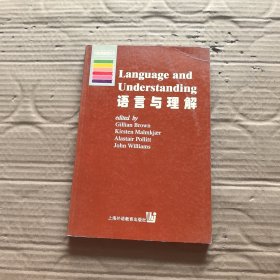 Language and
Understanding
语言与理解
edited by
Gillian Brown
Kirsten Malmkjær
Alastair Pollitt
John Williams
上海外语教育出版社